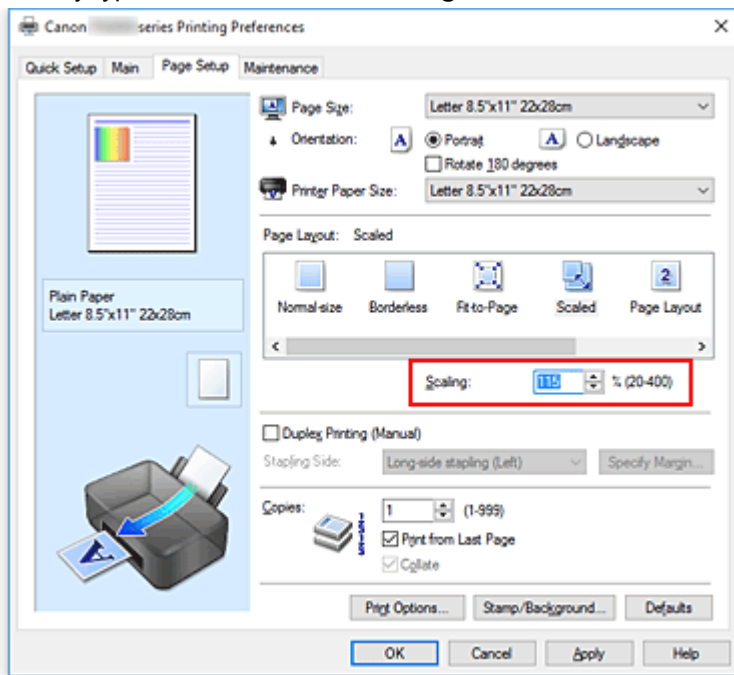 Canon series Printing Preferences
Quick Setup Main Page Setup Maintenance
Page Size: Letter 8.5"x11" 22x28cm
Orientation: A Portrait A Landscape
Rotate 180 degrees
Printer Paper Size: Letter 8.5"x11" 22x28cm
Page Layout: Scaled
Normal-size Borderless Fit-to-Page Scaled Page Layout
Plain Paper
Letter 8.5"x11" 22x28cm
Scaling: 115 % (20-400)
Duplex Printing (Manual)
Stapling Side: Long-side stapling (Left) Specify Margin...
Copies: 1 (1-999)
Print from Last Page
Collate
Print Options... Stamp/Background... Defaults
OK Cancel Apply Help